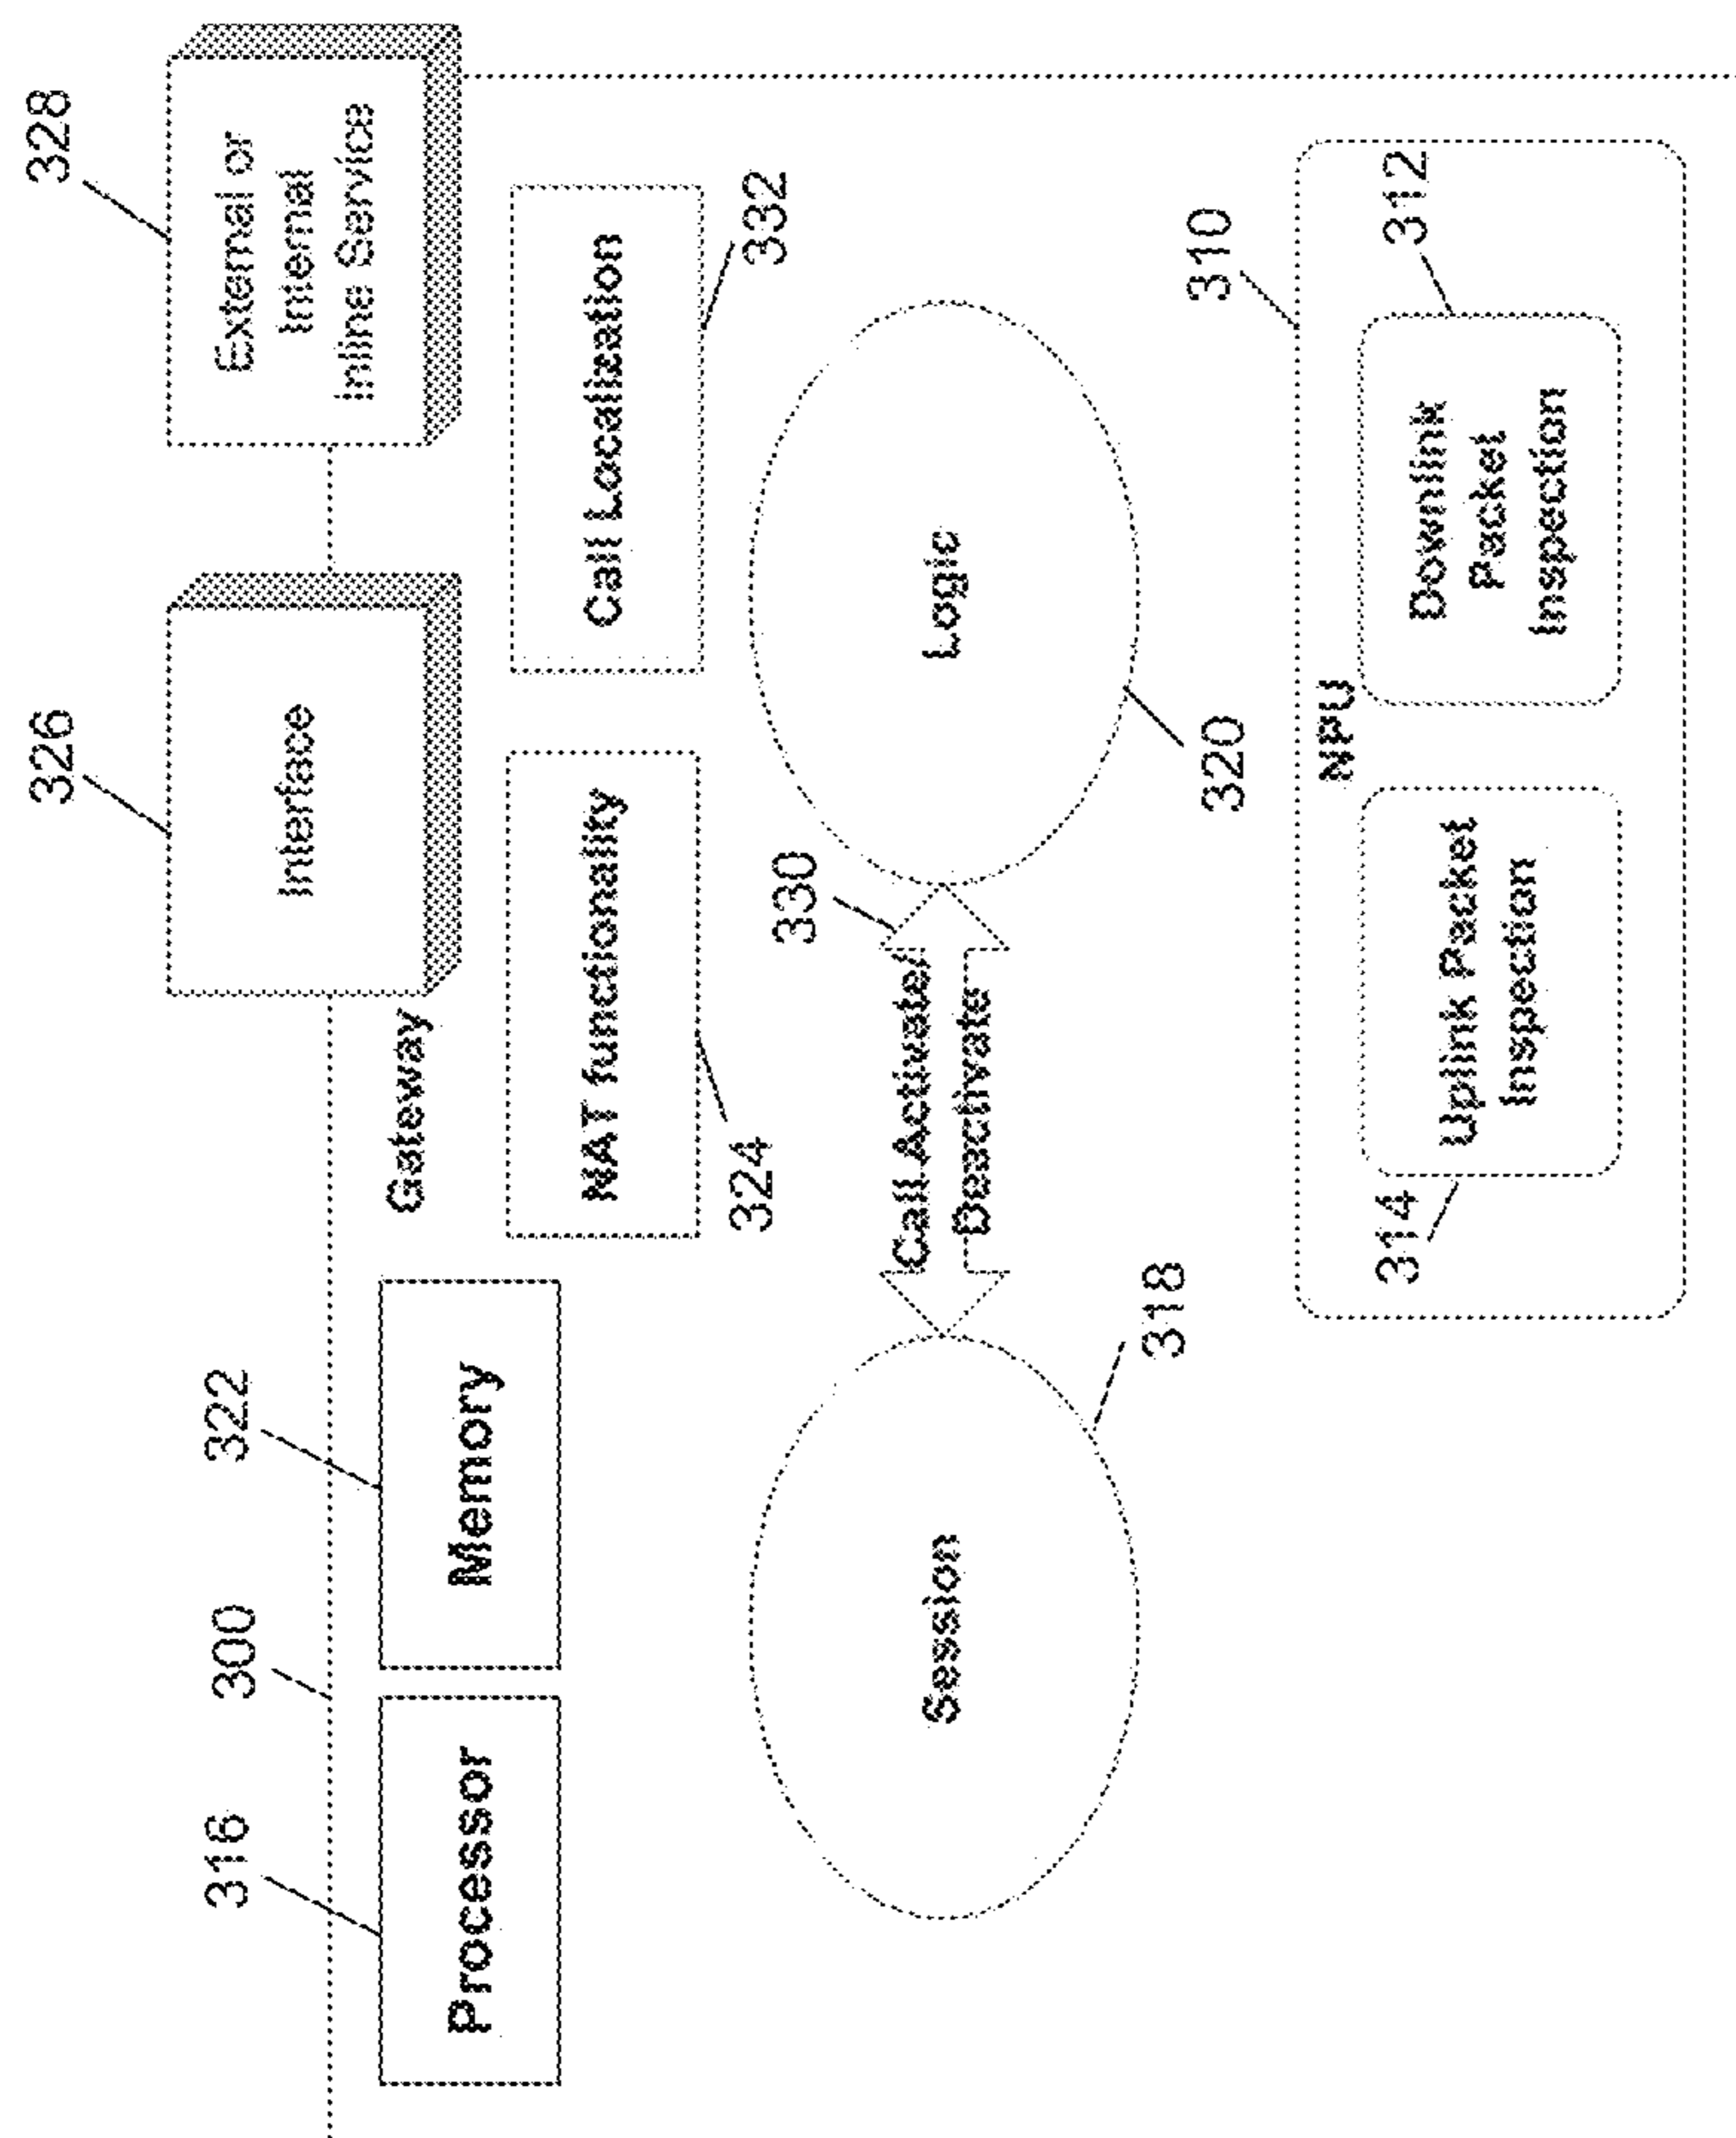 316
300
322
326
328
Processor
Memory
Gateway
Interface
External or
Internal
Inline Service
NAT functionality
324
Call Localization
332
Session
318
Call Activate/
Deactivate
330
Logic
320
310
NPU
314
Uplink Packet
Inspection
312
Downlink
Packet
Inspection